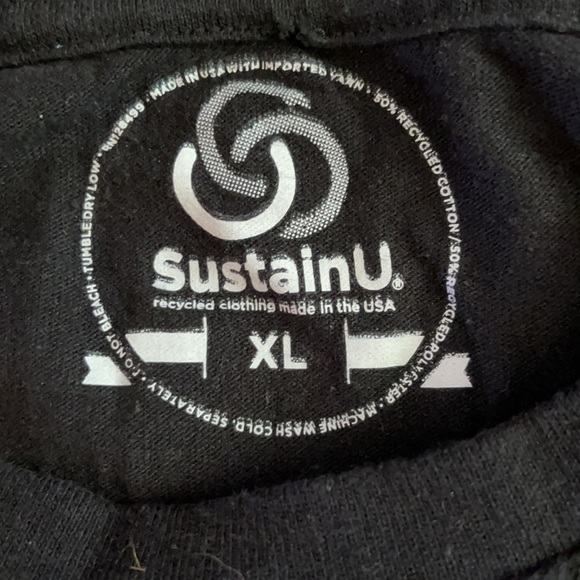 MADE IN USA WITH IMPORTED YARN • 50% RECYCLED COTTON / 50% RECYCLED POLYESTER • MACHINE WASH COLD. SEPARATELY • DO NOT BLEACH • TUMBLE DRY LOW •
SustainU®
recycled clothing made in the USA
XL